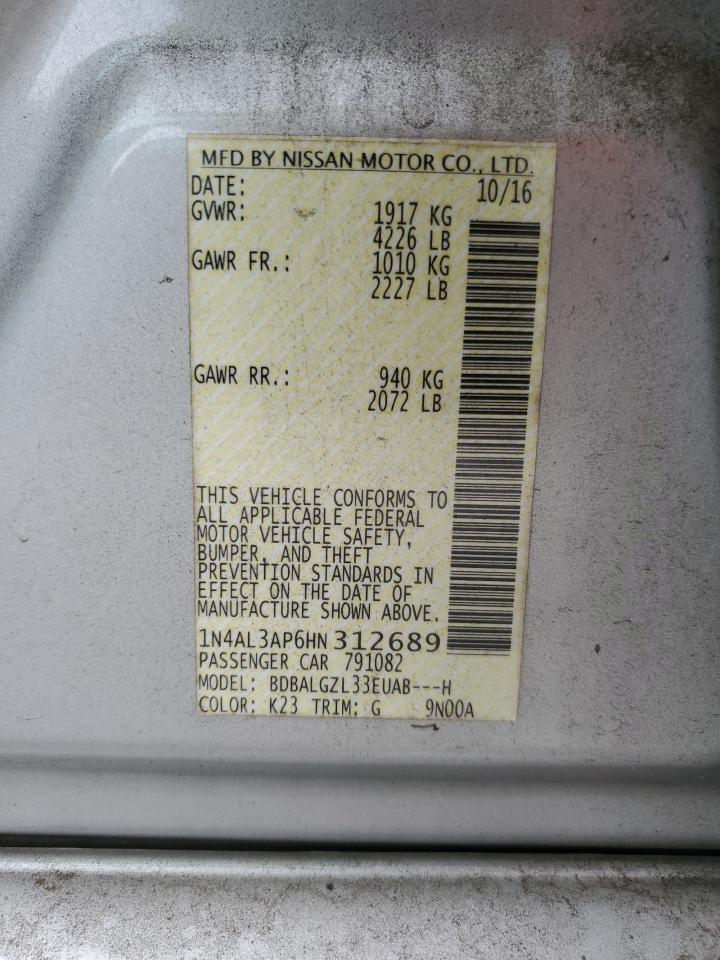 MFD BY NISSAN MOTOR CO., LTD.
DATE: 10/16
GVWR: 1917 KG
4226 LB
GAWR FR.: 1010 KG
2227 LB
GAWR RR.: 940 KG
2072 LB
THIS VEHICLE CONFORMS TO
ALL APPLICABLE FEDERAL
MOTOR VEHICLE SAFETY,
BUMPER, AND THEFT
PREVENTION STANDARDS IN
EFFECT ON THE DATE OF
MANUFACTURE SHOWN ABOVE.
1N4AL3AP6HN312689
PASSENGER CAR 791082
MODEL: BDBALGZL33EUAB---H
COLOR: K23 TRIM: G 9N00A